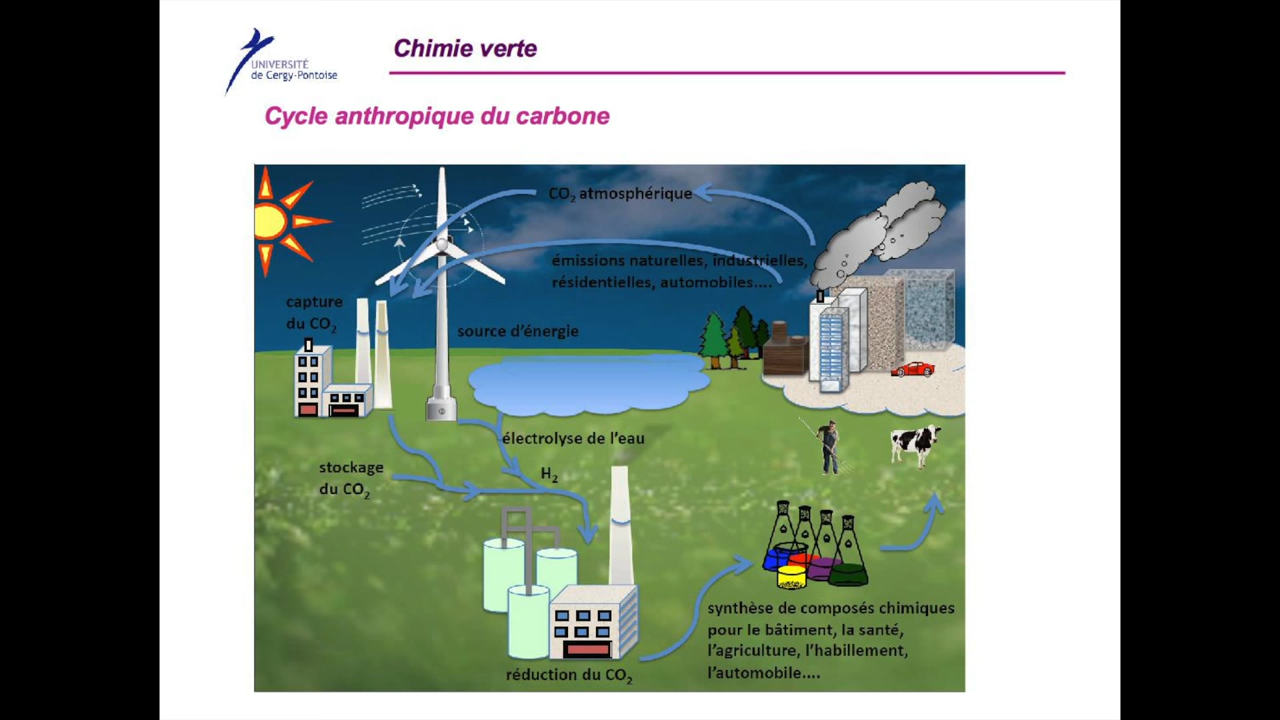 UNIVERSITÉ
de Cergy-Pontoise
Chimie verte
Cycle anthropique du carbone
CO₂ atmosphérique
émissions naturelles, industrielles,
résidentielles, automobiles....
capture
du CO₂
source d'énergie
électrolyse de l'eau
H₂
stockage
du CO₂
synthèse de composés chimiques
pour le bâtiment, la santé,
l'agriculture, l'habillement,
l'automobile....
réduction du CO₂